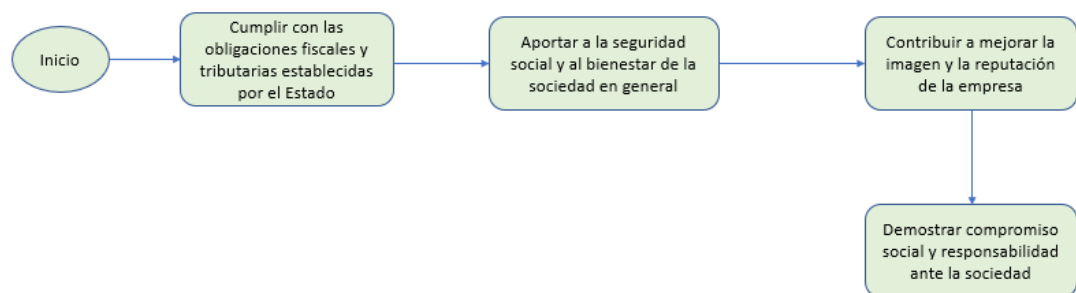 Inicio
Cumplir con las
obligaciones fiscales y
tributarias establecidas
por el Estado
Aportar a la seguridad
social y al bienestar de la
sociedad en general
Contribuir a mejorar la
imagen y la reputación
de la empresa
Demostrar compromiso
social y responsabilidad
ante la sociedad